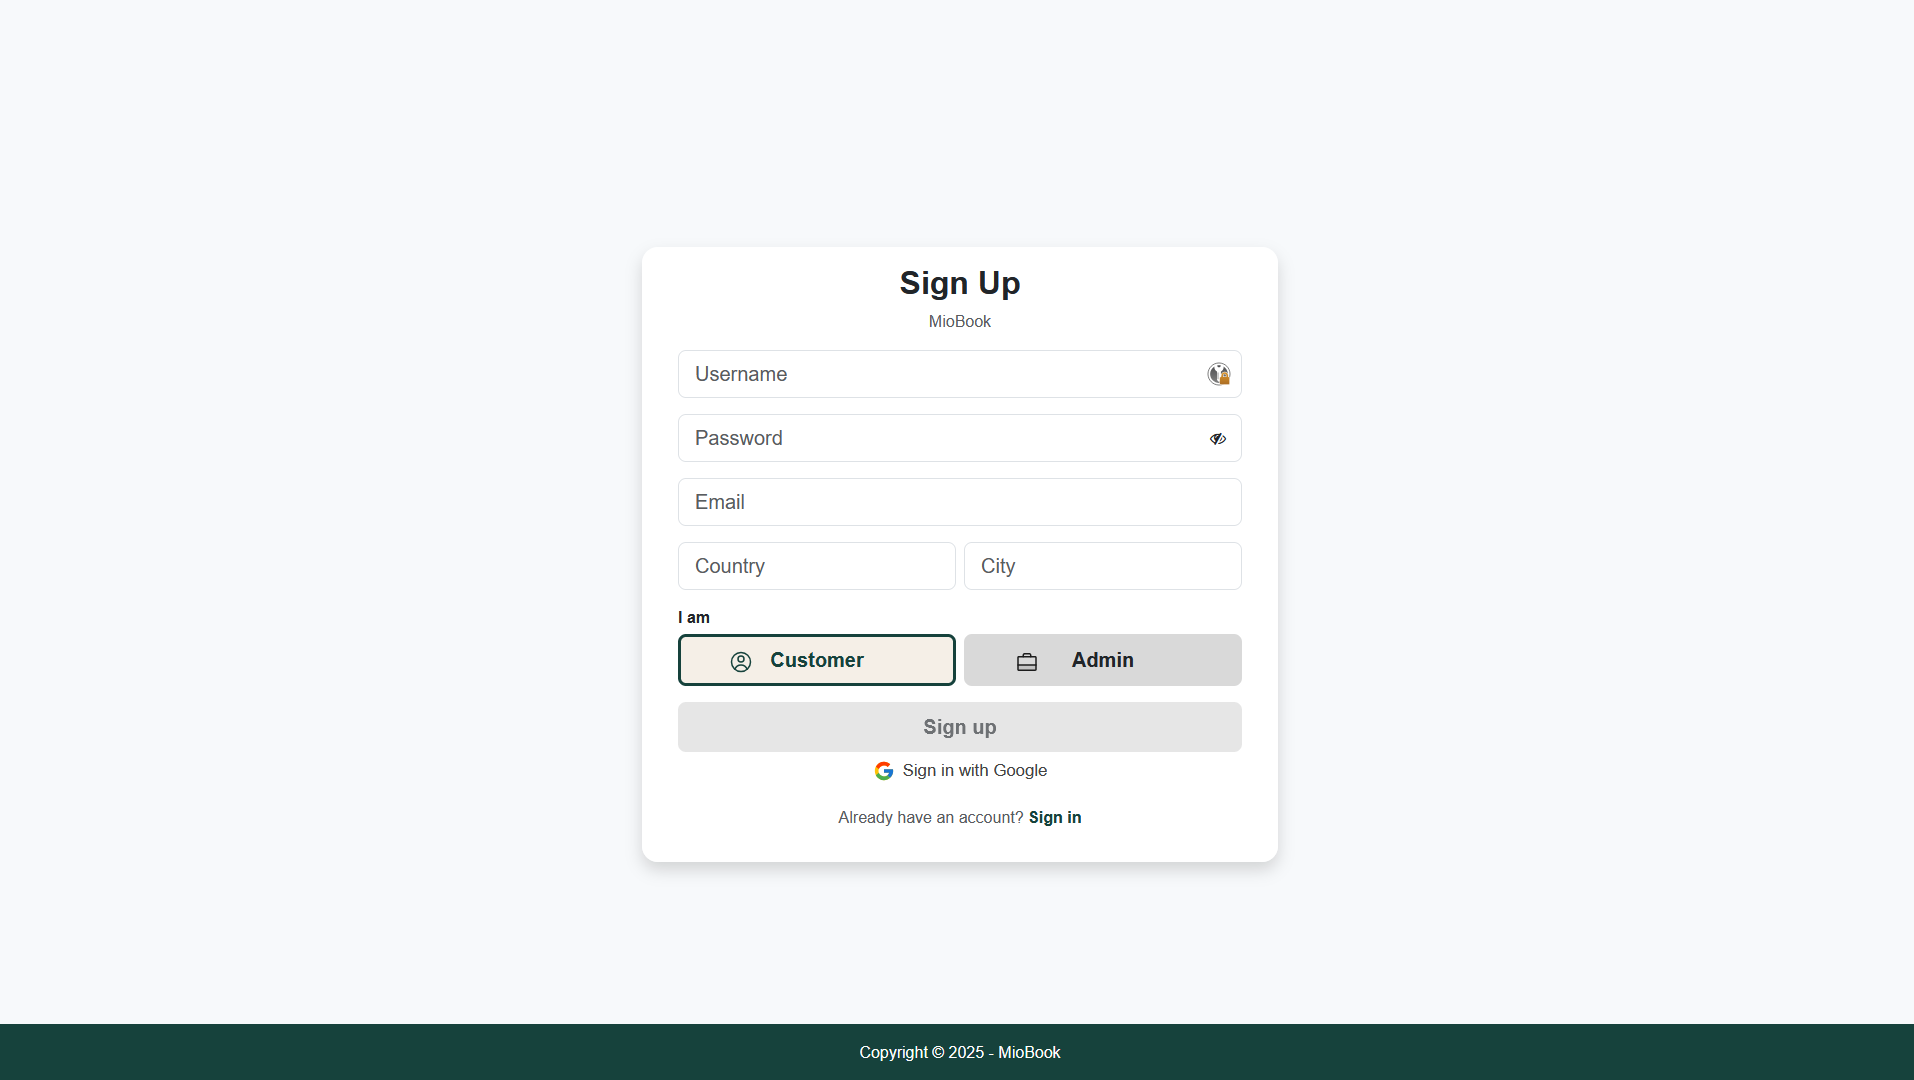 Sign Up
MioBook
Username
Password
Email
Country City
I am
Customer Admin
Sign up
Sign in with Google
Already have an account? Sign in
Copyright © 2025 - MioBook